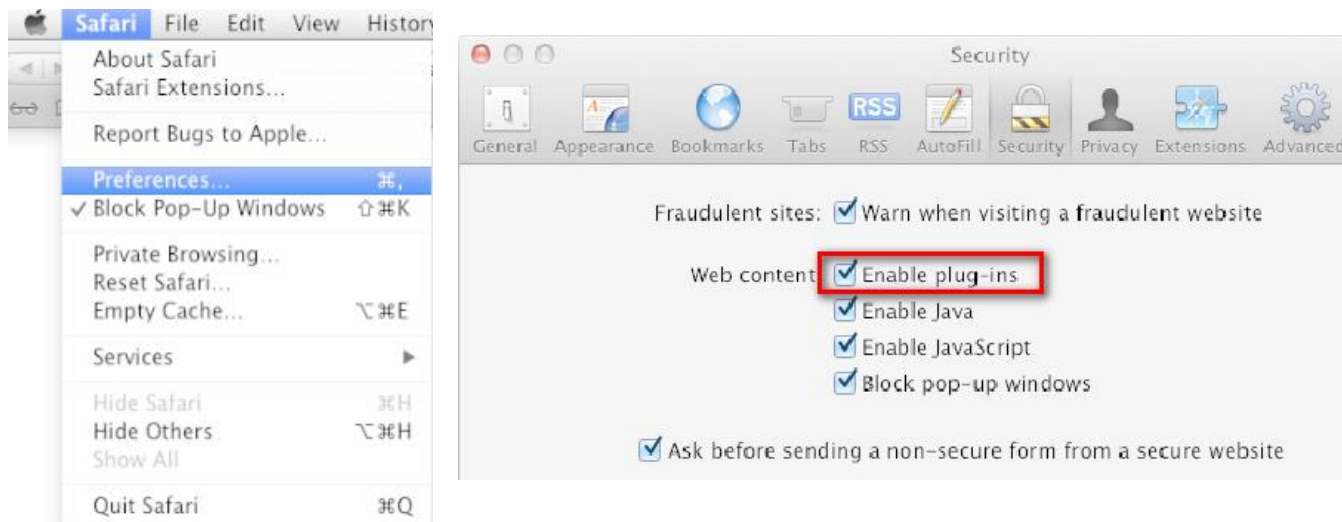 Safari File Edit View History
About Safari
Safari Extensions...
Report Bugs to Apple...
Preferences... ⌘,
✓ Block Pop-Up Windows ⇧⌘K
Private Browsing...
Reset Safari...
Empty Cache... ⌥⌘E
Services ▶
Hide Safari ⌘H
Hide Others ⌥⌘H
Show All
Quit Safari ⌘Q
Security
General Appearance Bookmarks Tabs RSS AutoFill Security Privacy Extensions Advanced
RSS
Fraudulent sites: Warn when visiting a fraudulent website
Web content Enable plug-ins
Enable Java
Enable JavaScript
Block pop-up windows
Ask before sending a non-secure form from a secure website